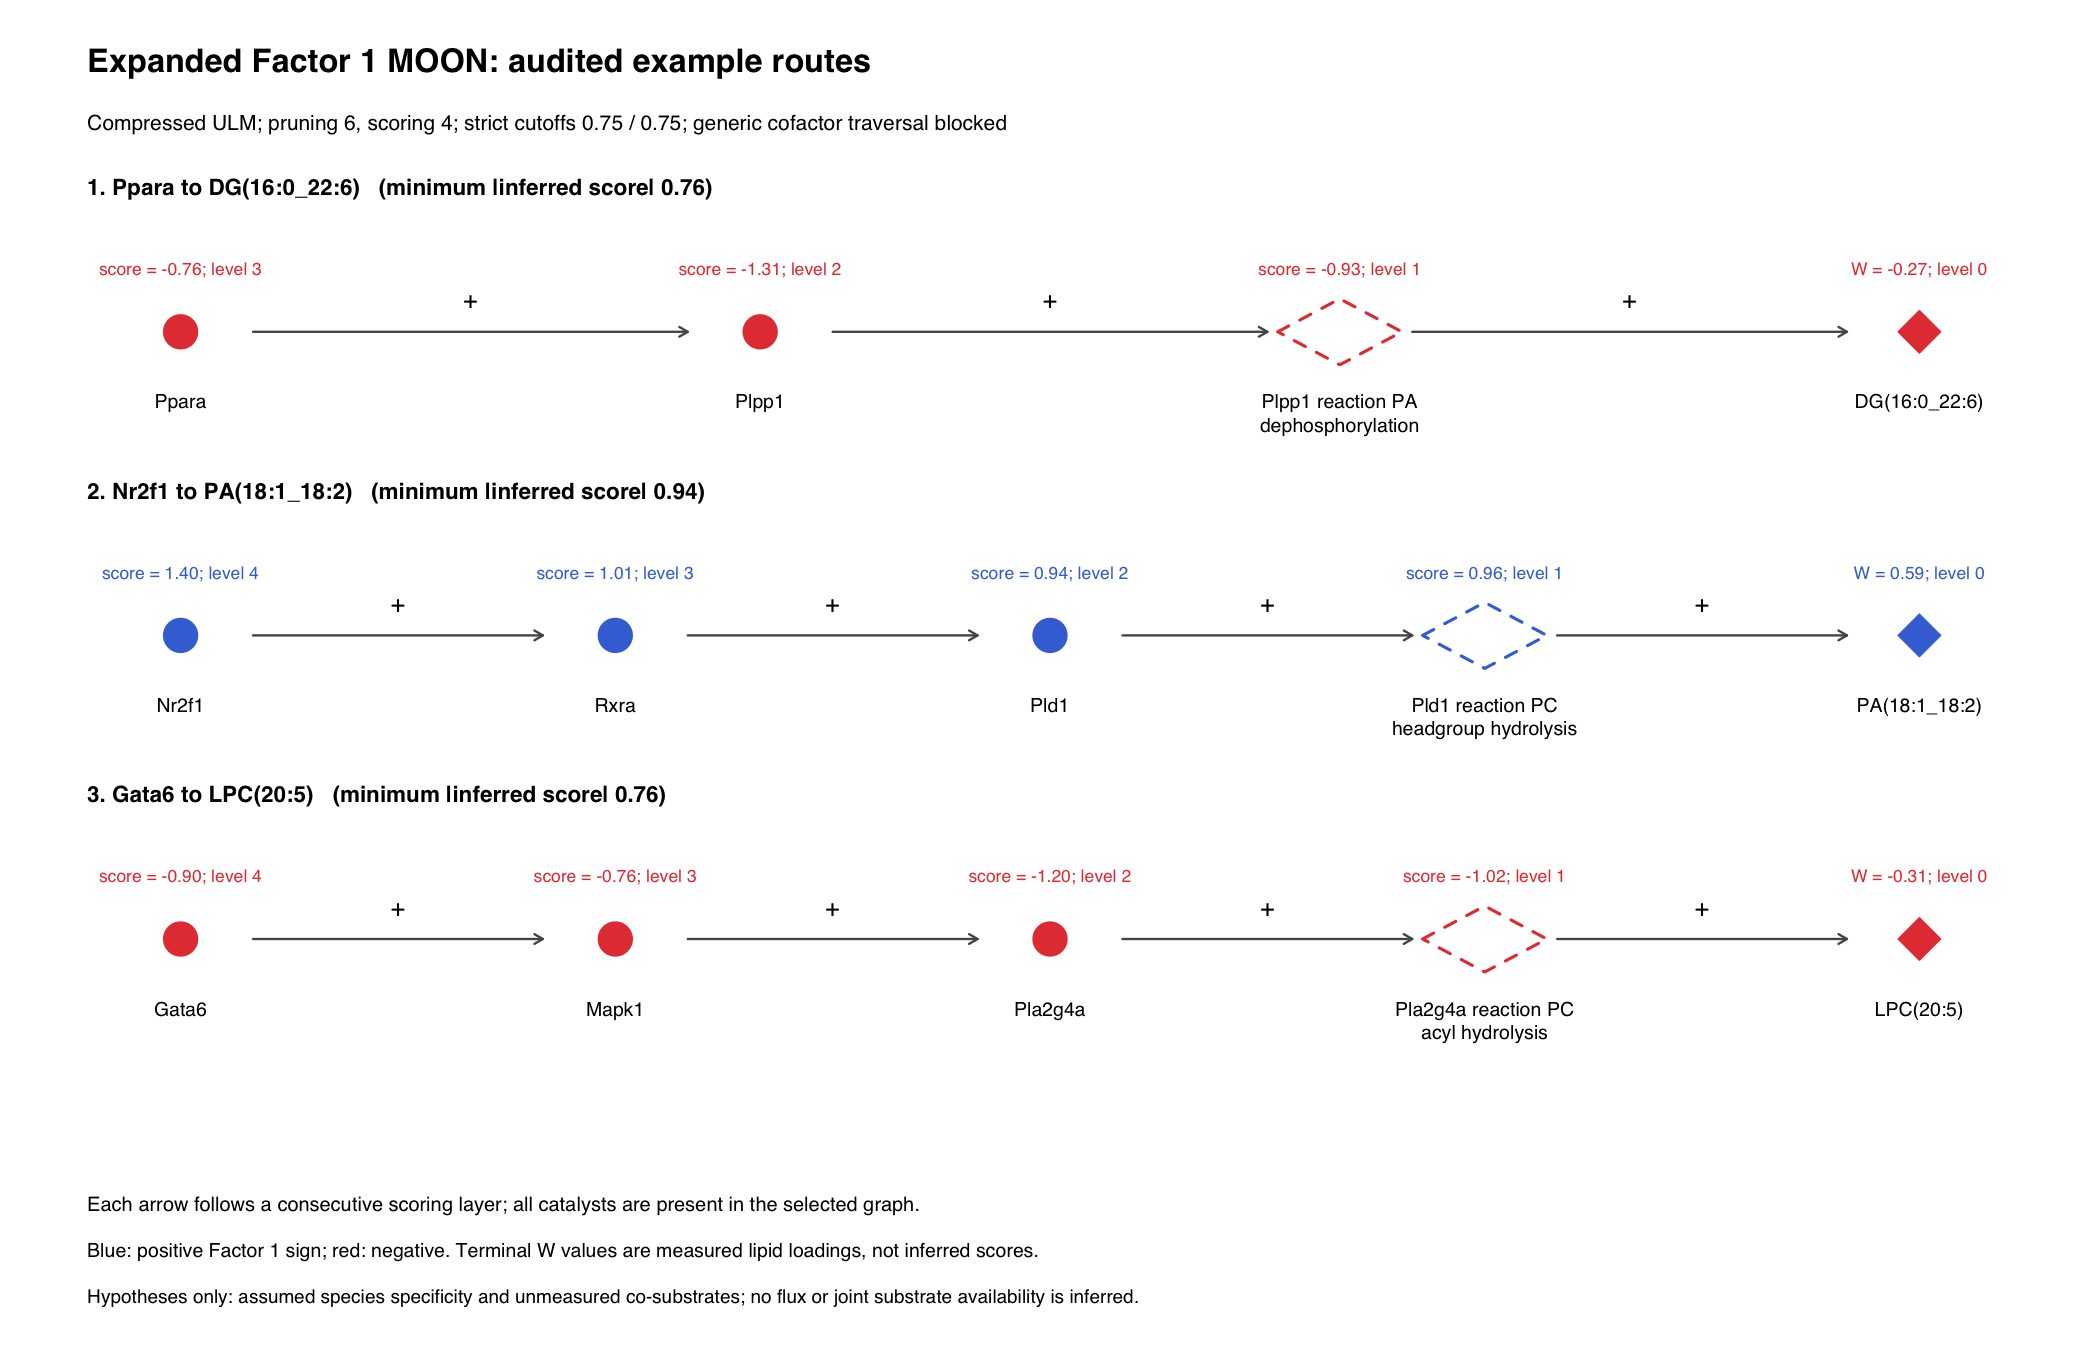 Expanded Factor 1 MOON: audited example routes
Compressed ULM; pruning 6, scoring 4; strict cutoffs 0.75 / 0.75; generic cofactor traversal blocked
1. Ppara to DG(16:0_22:6) (minimum linferred scorel 0.76)
score = -0.76; level 3
score = -1.31; level 2
score = -0.93; level 1
W = -0.27; level 0
+
+
+
Ppara
Plpp1
Plpp1 reaction PA
dephosphorylation
DG(16:0_22:6)
2. Nr2f1 to PA(18:1_18:2) (minimum linferred scorel 0.94)
score = 1.40; level 4
score = 1.01; level 3
score = 0.94; level 2
score = 0.96; level 1
W = 0.59; level 0
+
+
+
+
Nr2f1
Rxra
Pld1
Pld1 reaction PC
headgroup hydrolysis
PA(18:1_18:2)
3. Gata6 to LPC(20:5) (minimum linferred scorel 0.76)
score = -0.90; level 4
score = -0.76; level 3
score = -1.20; level 2
score = -1.02; level 1
W = -0.31; level 0
+
+
+
+
Gata6
Mapk1
Pla2g4a
Pla2g4a reaction PC
acyl hydrolysis
LPC(20:5)
Each arrow follows a consecutive scoring layer; all catalysts are present in the selected graph.
Blue: positive Factor 1 sign; red: negative. Terminal W values are measured lipid loadings, not inferred scores.
Hypotheses only: assumed species specificity and unmeasured co-substrates; no flux or joint substrate availability is inferred.